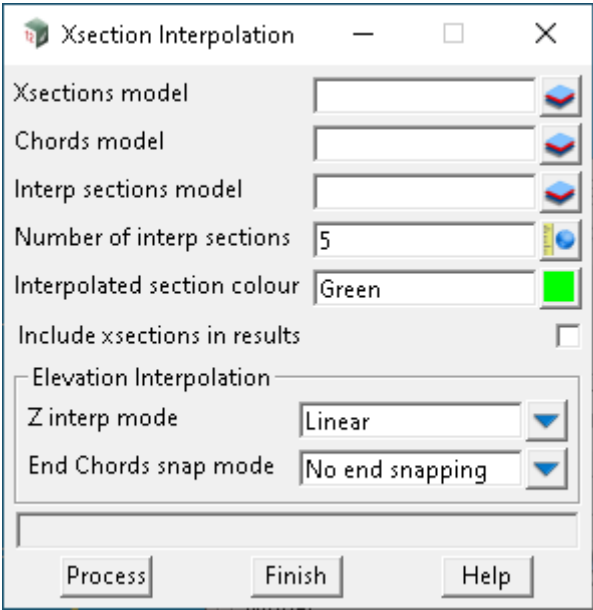 Xsection Interpolation
Xsections model
Chords model
Interp sections model
Number of interp sections 5
Interpolated section colour Green
Include xsections in results
Elevation Interpolation
Z interp mode Linear
End Chords snap mode No end snapping
Process Finish Help